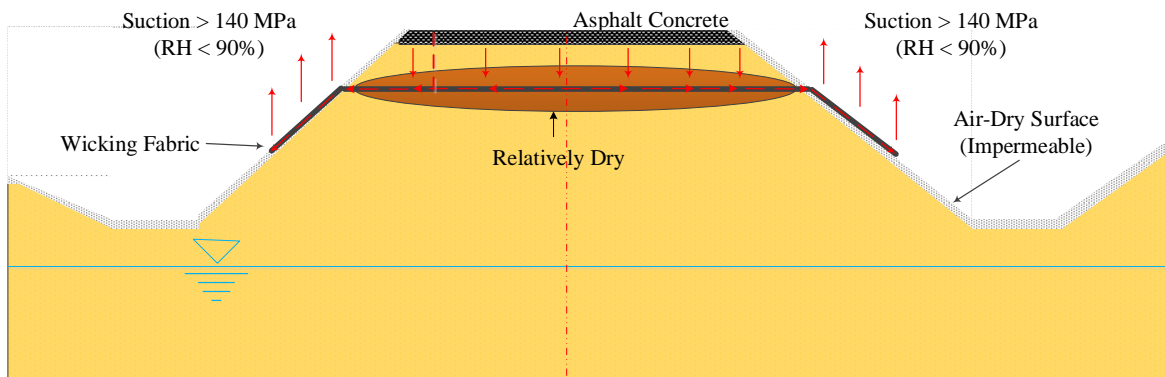 Suction > 140 MPa
(RH < 90%)
Asphalt Concrete
Suction > 140 MPa
(RH < 90%)
Wicking Fabric
Relatively Dry
Air-Dry Surface
(Impermeable)